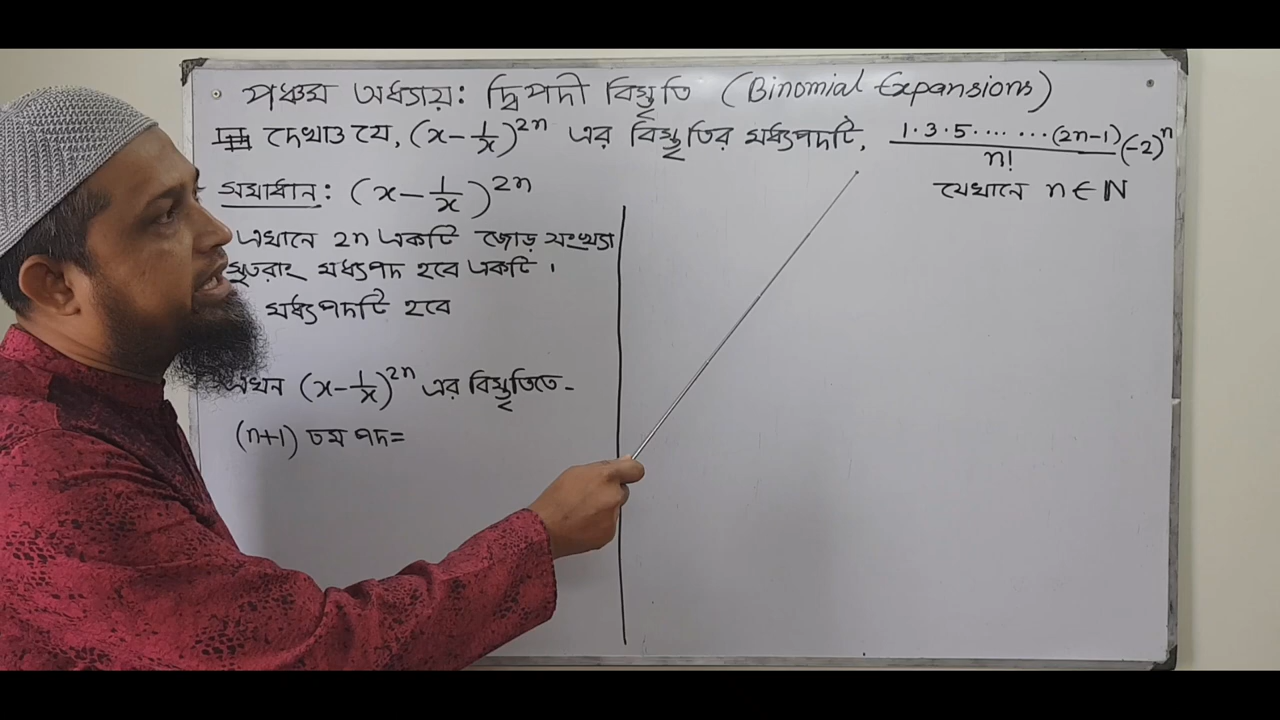 পঞ্চম অধ্যায়: দ্বিপদী বিস্তৃতি (Binomial Expansions)
দেখাও যে, (x - 1/x)^2n এর বিস্তৃতির মধ্যপদটি, 1·3·5·... ...(2n-1)/n! (-2)^n
যেখানে n ∈ ℕ
সমাধান: (x - 1/x)^2n
এখানে 2n একটি জোড় সংখ্যা
সুতরাং মধ্যপদ হবে একটি।
মধ্যপদটি হবে
এখন (x - 1/x)^2n এর বিস্তৃতিতে-
(n+1) তম পদ=